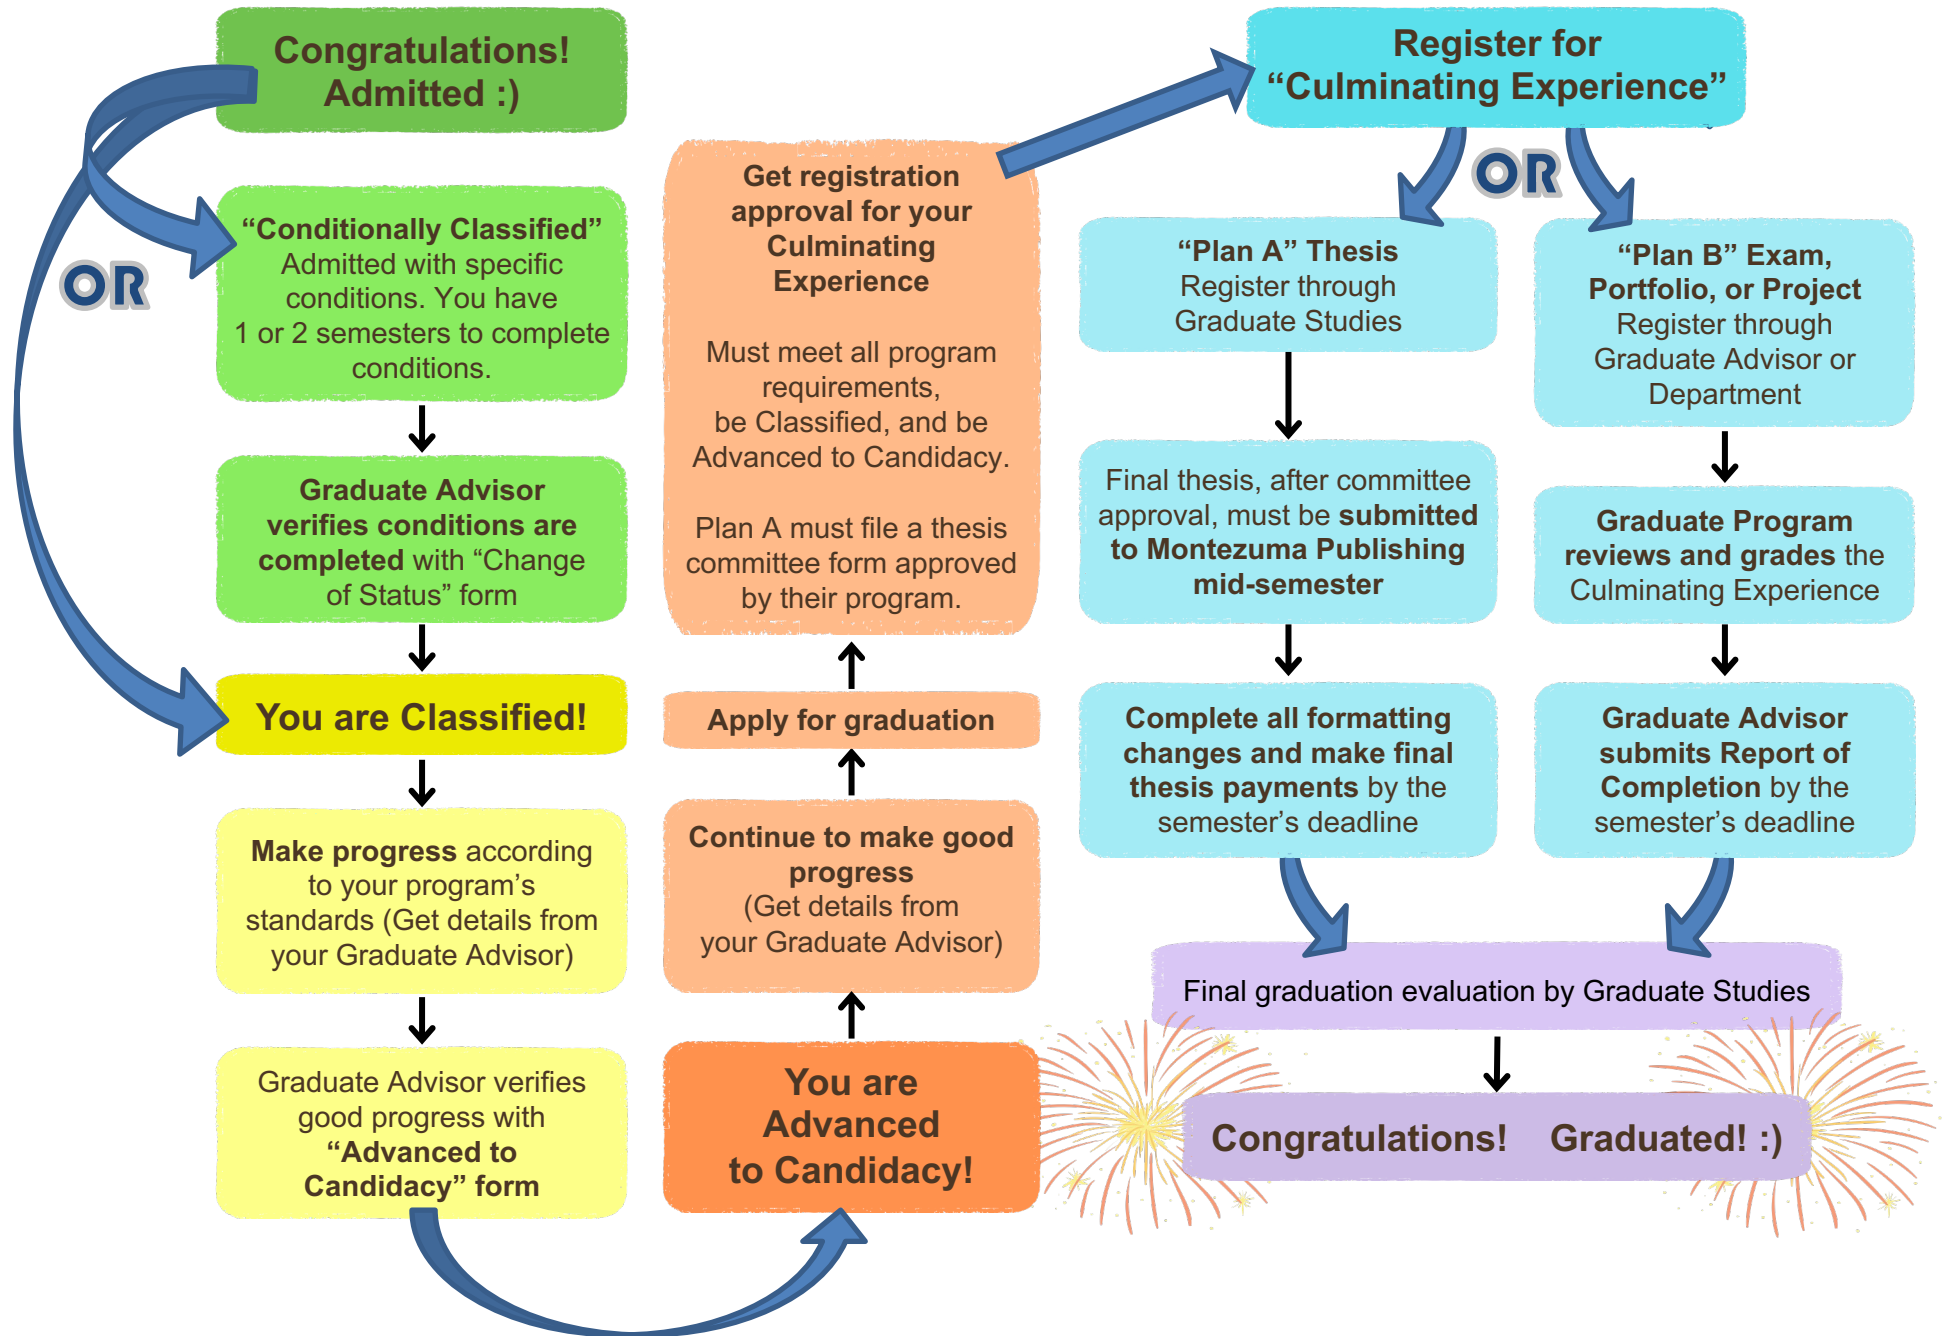 Congratulations!
Admitted :)
OR
“Conditionally Classified”
Admitted with specific
conditions. You have
1 or 2 semesters to complete
conditions.
Graduate Advisor
verifies conditions are
completed with “Change
of Status” form
You are Classified!
Make progress according
to your program’s
standards (Get details from
your Graduate Advisor)
Graduate Advisor verifies
good progress with
“Advanced to
Candidacy” form
You are
Advanced
to Candidacy!
Continue to make good
progress
(Get details from
your Graduate Advisor)
Apply for graduation
Get registration
approval for your
Culminating
Experience
Must meet all program
requirements,
be Classified, and be
Advanced to Candidacy.
Plan A must file a thesis
committee form approved
by their program.
Register for
“Culminating Experience”
OR
“Plan A” Thesis
Register through
Graduate Studies
Final thesis, after committee
approval, must be submitted
to Montezuma Publishing
mid-semester
Complete all formatting
changes and make final
thesis payments by the
semester’s deadline
“Plan B” Exam,
Portfolio, or Project
Register through
Graduate Advisor or
Department
Graduate Program
reviews and grades the
Culminating Experience
Graduate Advisor
submits Report of
Completion by the
semester’s deadline
Final graduation evaluation by Graduate Studies
Congratulations! Graduated! :)